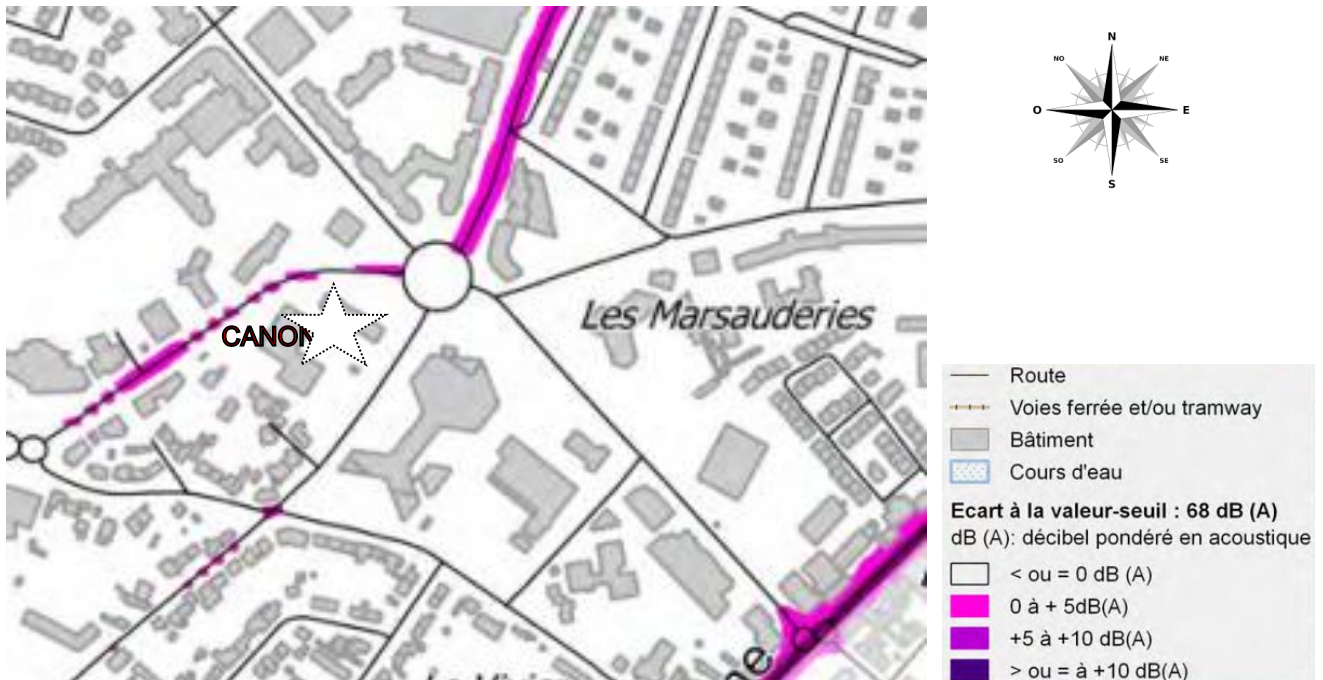 N
NO
NE
O
E
SO
SE
S
Les Marsauderies
CANON
Route
Voies ferrée et/ou tramway
Bâtiment
Cours d'eau
Ecart à la valeur-seuil : 68 dB (A)
dB (A): décibel pondéré en acoustique
< ou = 0 dB (A)
0 à + 5dB(A)
+5 à +10 dB(A)
> ou = à +10 dB(A)